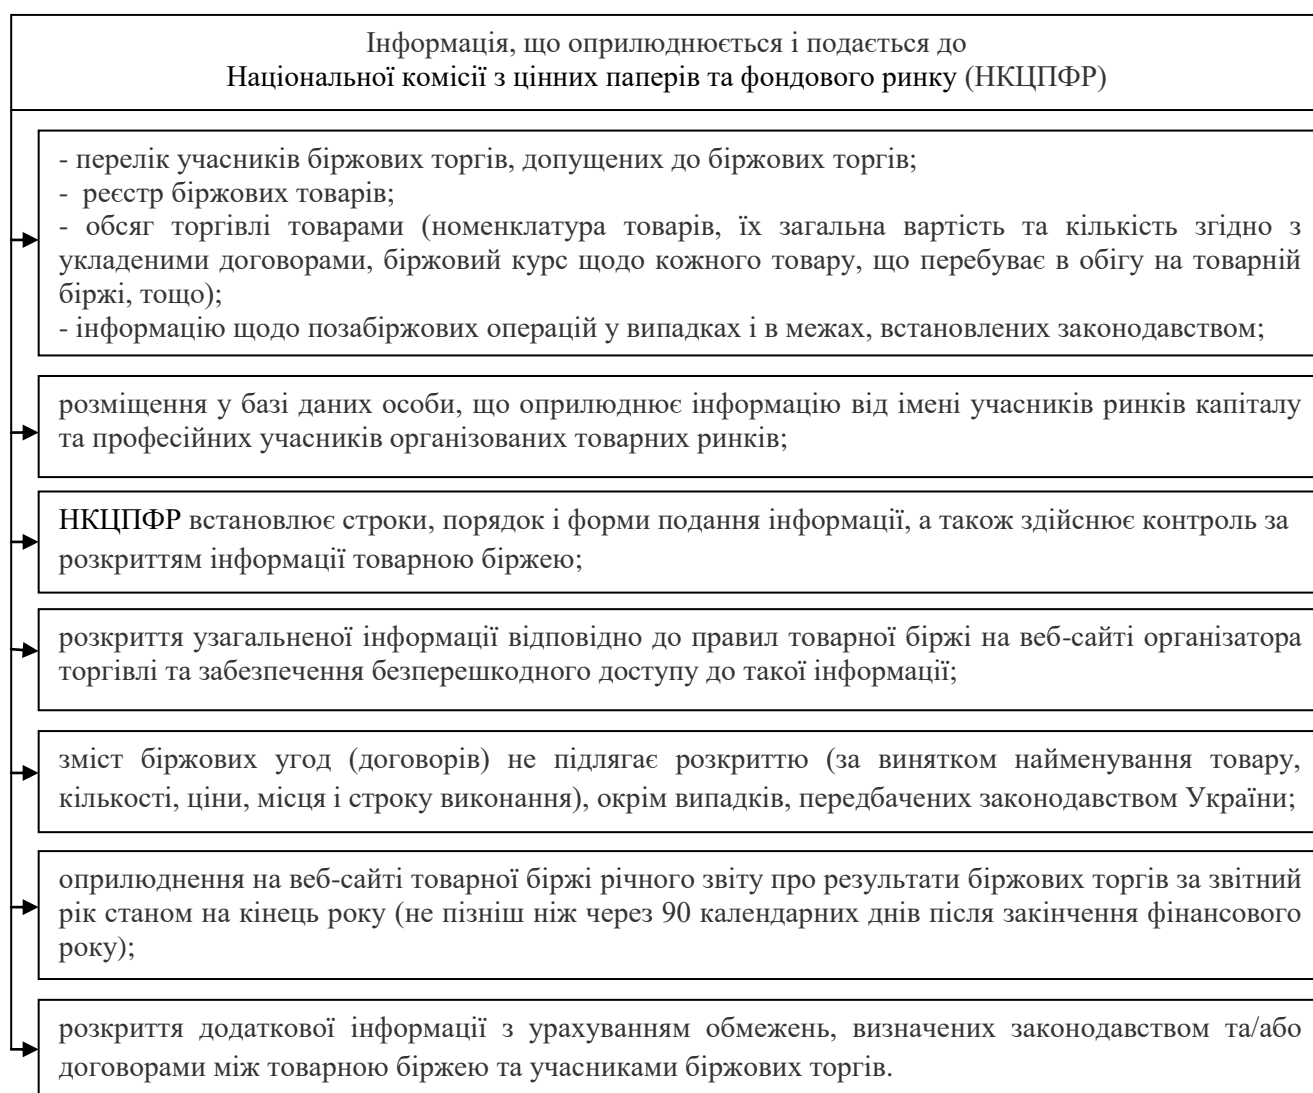 Інформація, що оприлюднюється і подається до
Національної комісії з цінних паперів та фондового ринку (НКЦПФР)
- перелік учасників біржових торгів, допущених до біржових торгів;
- реєстр біржових товарів;
- обсяг торгівлі товарами (номенклатура товарів, їх загальна вартість та кількість згідно з
укладеними договорами, біржовий курс щодо кожного товару, що перебуває в обігу на товарній
біржі, тощо);
- інформацію щодо позабіржових операцій у випадках і в межах, встановлених законодавством;
розміщення у базі даних особи, що оприлюднює інформацію від імені учасників ринків капіталу
та професійних учасників організованих товарних ринків;
НКЦПФР встановлює строки, порядок і форми подання інформації, а також здійснює контроль за
розкриттям інформації товарною біржею;
розкриття узагальненої інформації відповідно до правил товарної біржі на веб-сайті організатора
торгівлі та забезпечення безперешкодного доступу до такої інформації;
зміст біржових угод (договорів) не підлягає розкриттю (за винятком найменування товару,
кількості, ціни, місця і строку виконання), окрім випадків, передбачених законодавством України;
оприлюднення на веб-сайті товарної біржі річного звіту про результати біржових торгів за звітний
рік станом на кінець року (не пізніш ніж через 90 календарних днів після закінчення фінансового
року);
розкриття додаткової інформації з урахуванням обмежень, визначених законодавством та/або
договорами між товарною біржею та учасниками біржових торгів.